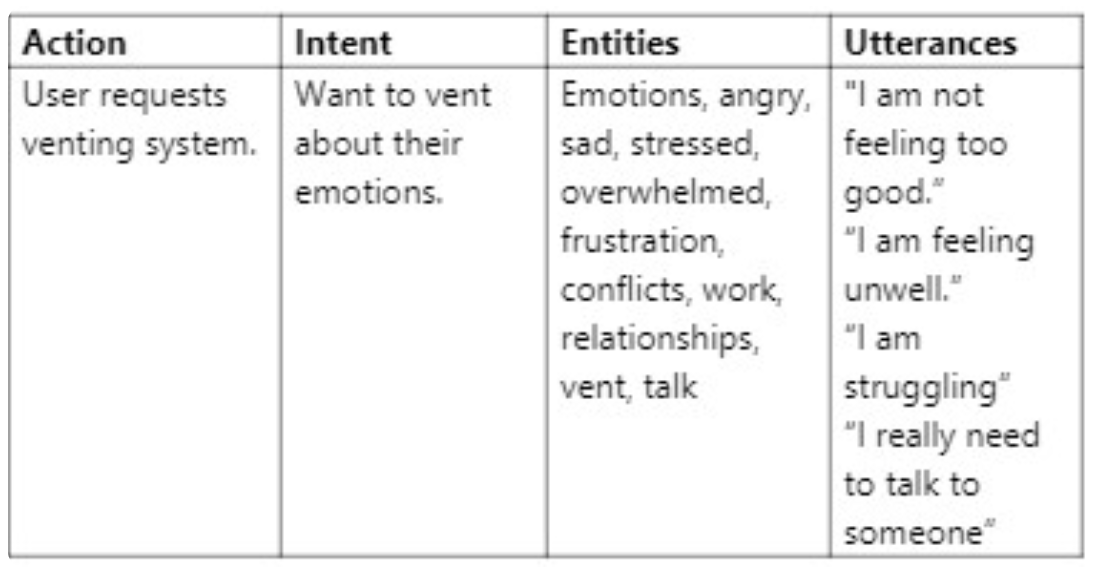 Action
Intent
Entities
Utterances
User requests
venting system.
Want to vent
about their
emotions.
Emotions, angry,
sad, stressed,
overwhelmed,
frustration,
conflicts, work,
relationships,
vent, talk
"I am not
feeling too
good."
"I am feeling
unwell."
"I am
struggling"
"I really need
to talk to
someone"